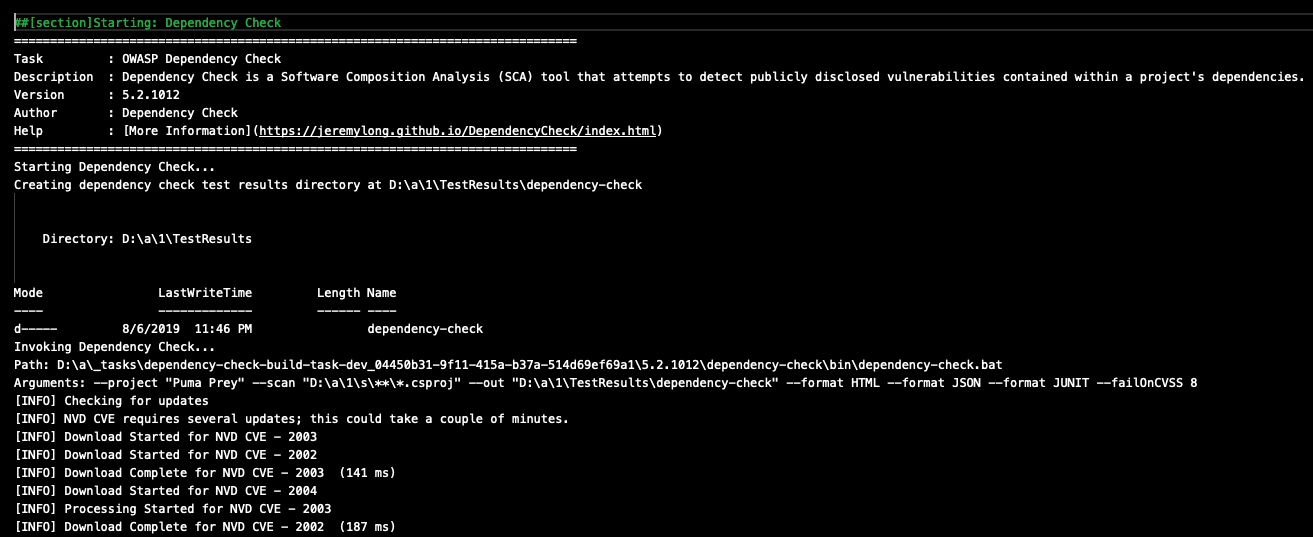 ##[section]Starting: Dependency Check
==============================================================================
Task         : OWASP Dependency Check
Description  : Dependency Check is a Software Composition Analysis (SCA) tool that attempts to detect publicly disclosed vulnerabilities contained within a project's dependencies.
Version      : 5.2.1012
Author       : Dependency Check
Help         : [More Information](https://jeremylong.github.io/DependencyCheck/index.html)
==============================================================================
Starting Dependency Check...
Creating dependency check test results directory at D:\a\1\TestResults\dependency-check
    Directory: D:\a\1\TestResults
Mode                LastWriteTime         Length Name
----                -------------         ------ ----
d-----         8/6/2019  11:46 PM                dependency-check
Invoking Dependency Check...
Path: D:\a\_tasks\dependency-check-build-task-dev_04450b31-9f11-415a-b37a-514d69ef69a1\5.2.1012\dependency-check\bin\dependency-check.bat
Arguments: --project "Puma Prey" --scan "D:\a\1\s\**\*.csproj" --out "D:\a\1\TestResults\dependency-check" --format HTML --format JSON --format JUNIT --failOnCVSS 8
[INFO] Checking for updates
[INFO] NVD CVE requires several updates; this could take a couple of minutes.
[INFO] Download Started for NVD CVE - 2003
[INFO] Download Started for NVD CVE - 2002
[INFO] Download Complete for NVD CVE - 2003  (141 ms)
[INFO] Download Started for NVD CVE - 2004
[INFO] Processing Started for NVD CVE - 2003
[INFO] Download Complete for NVD CVE - 2002  (187 ms)